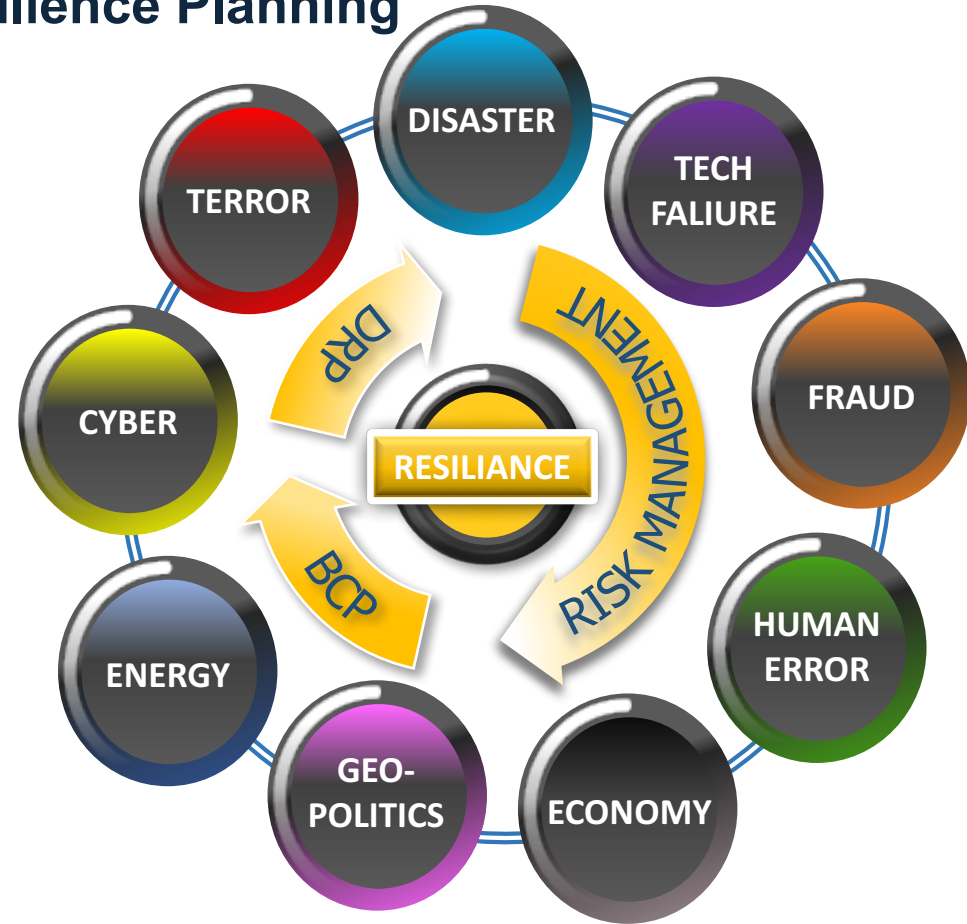 ilience Planning
DISASTER
TECH
FALIURE
FRAUD
HUMAN
ERROR
ECONOMY
GEO-
POLITICS
ENERGY
CYBER
TERROR
DRP
RISK MANAGEMENT
BCP
RESILIANCE